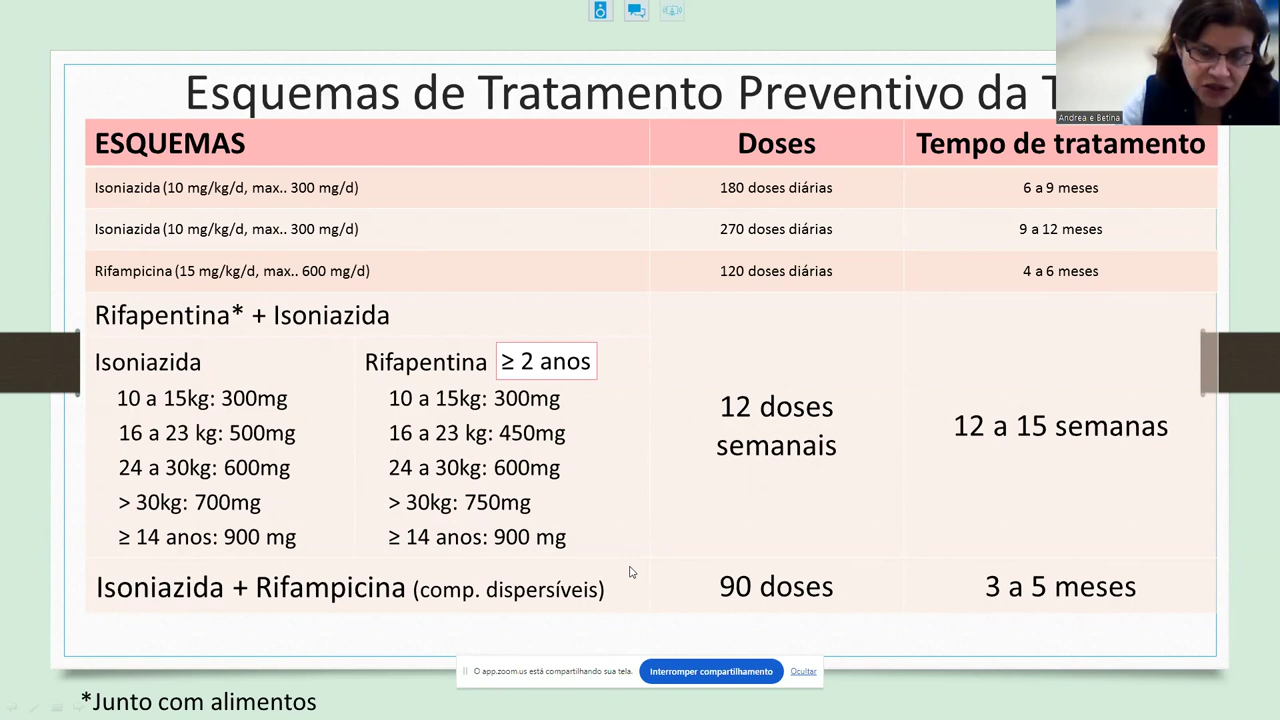 Esquemas de Tratamento Preventivo da T
Andrea e Betina
ESQUEMAS Doses Tempo de tratamento
Isoniazida (10 mg/kg/d, max.. 300 mg/d) 180 doses diárias 6 a 9 meses
Isoniazida (10 mg/kg/d, max.. 300 mg/d) 270 doses diárias 9 a 12 meses
Rifampicina (15 mg/kg/d, max.. 600 mg/d) 120 doses diárias 4 a 6 meses
Rifapentina* + Isoniazida
Isoniazida Rifapentina ≥ 2 anos
10 a 15kg: 300mg 10 a 15kg: 300mg
16 a 23 kg: 500mg 16 a 23 kg: 450mg
24 a 30kg: 600mg 24 a 30kg: 600mg
> 30kg: 700mg > 30kg: 750mg
≥ 14 anos: 900 mg ≥ 14 anos: 900 mg
12 doses
semanais
12 a 15 semanas
Isoniazida + Rifampicina (comp. dispersíveis) 90 doses 3 a 5 meses
O app.zoom.us está compartilhando sua tela. Interromper compartilhamento Ocultar
*Junto com alimentos